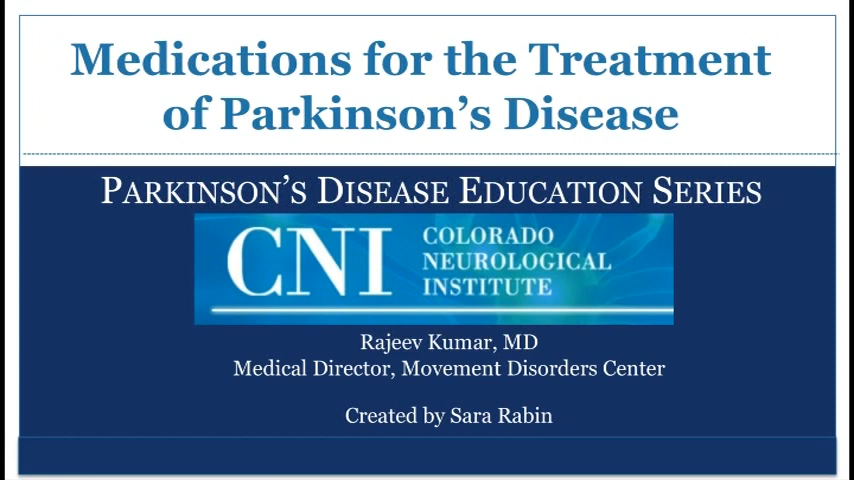 Medications for the Treatment
of Parkinson's Disease
PARKINSON'S DISEASE EDUCATION SERIES
CNI
COLORADO
NEUROLOGICAL
INSTITUTE
Rajeev Kumar, MD
Medical Director, Movement Disorders Center
Created by Sara Rabin